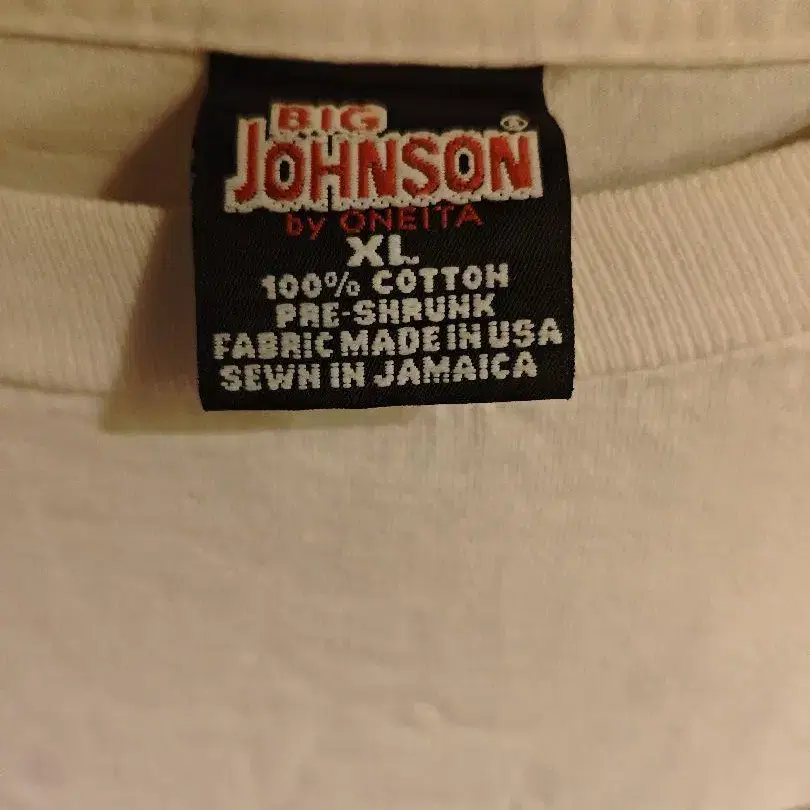 BIG
JOHNSON®
by ONEITA
XL
100% COTTON
PRE-SHRUNK
FABRIC MADE IN USA
SEWN IN JAMAICA